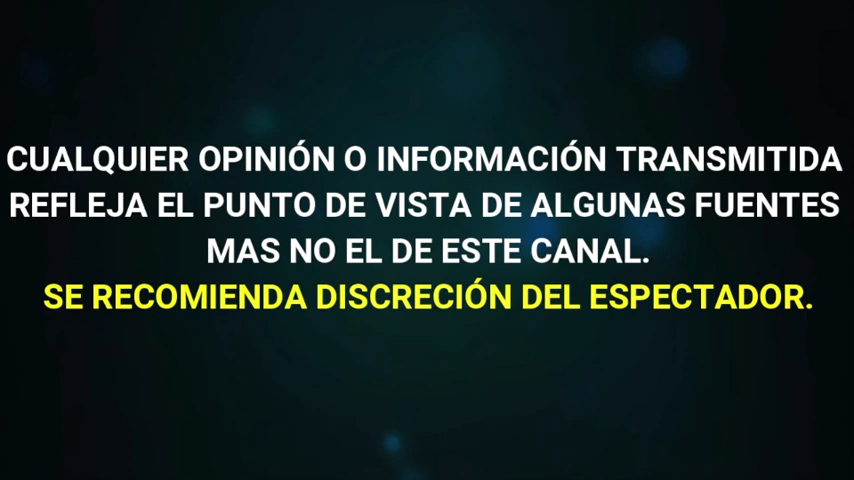 CUALQUIER OPINIÓN O INFORMACIÓN TRANSMITIDA
REFLEJA EL PUNTO DE VISTA DE ALGUNAS FUENTES
MAS NO EL DE ESTE CANAL.
SE RECOMIENDA DISCRECIÓN DEL ESPECTADOR.